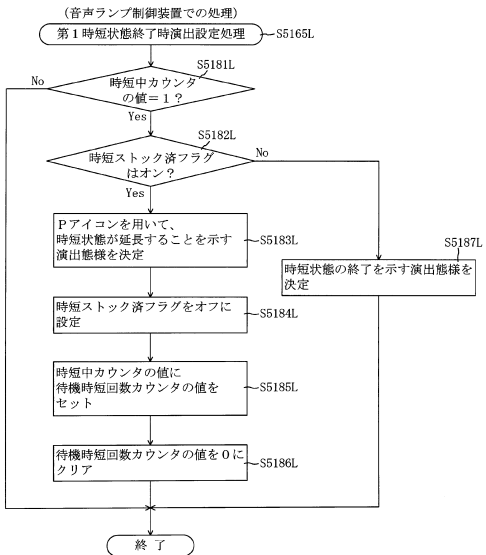 （音声ランプ制御装置での処理）
第１時短状態終了時演出設定処理
S5165L
S5181L
時短中カウンタ
の値＝１？
No
Yes
S5182L
時短ストック済フラグ
はオン？
No
Yes
Ｐアイコンを用いて、
時短状態が延長することを示す
演出態様を決定
S5183L
S5187L
時短状態の終了を示す演出態様を
決定
時短ストック済フラグをオフに
設定
S5184L
時短中カウンタの値に
待機時短回数カウンタの値を
セット
S5185L
待機時短回数カウンタの値を０に
クリア
S5186L
終 了